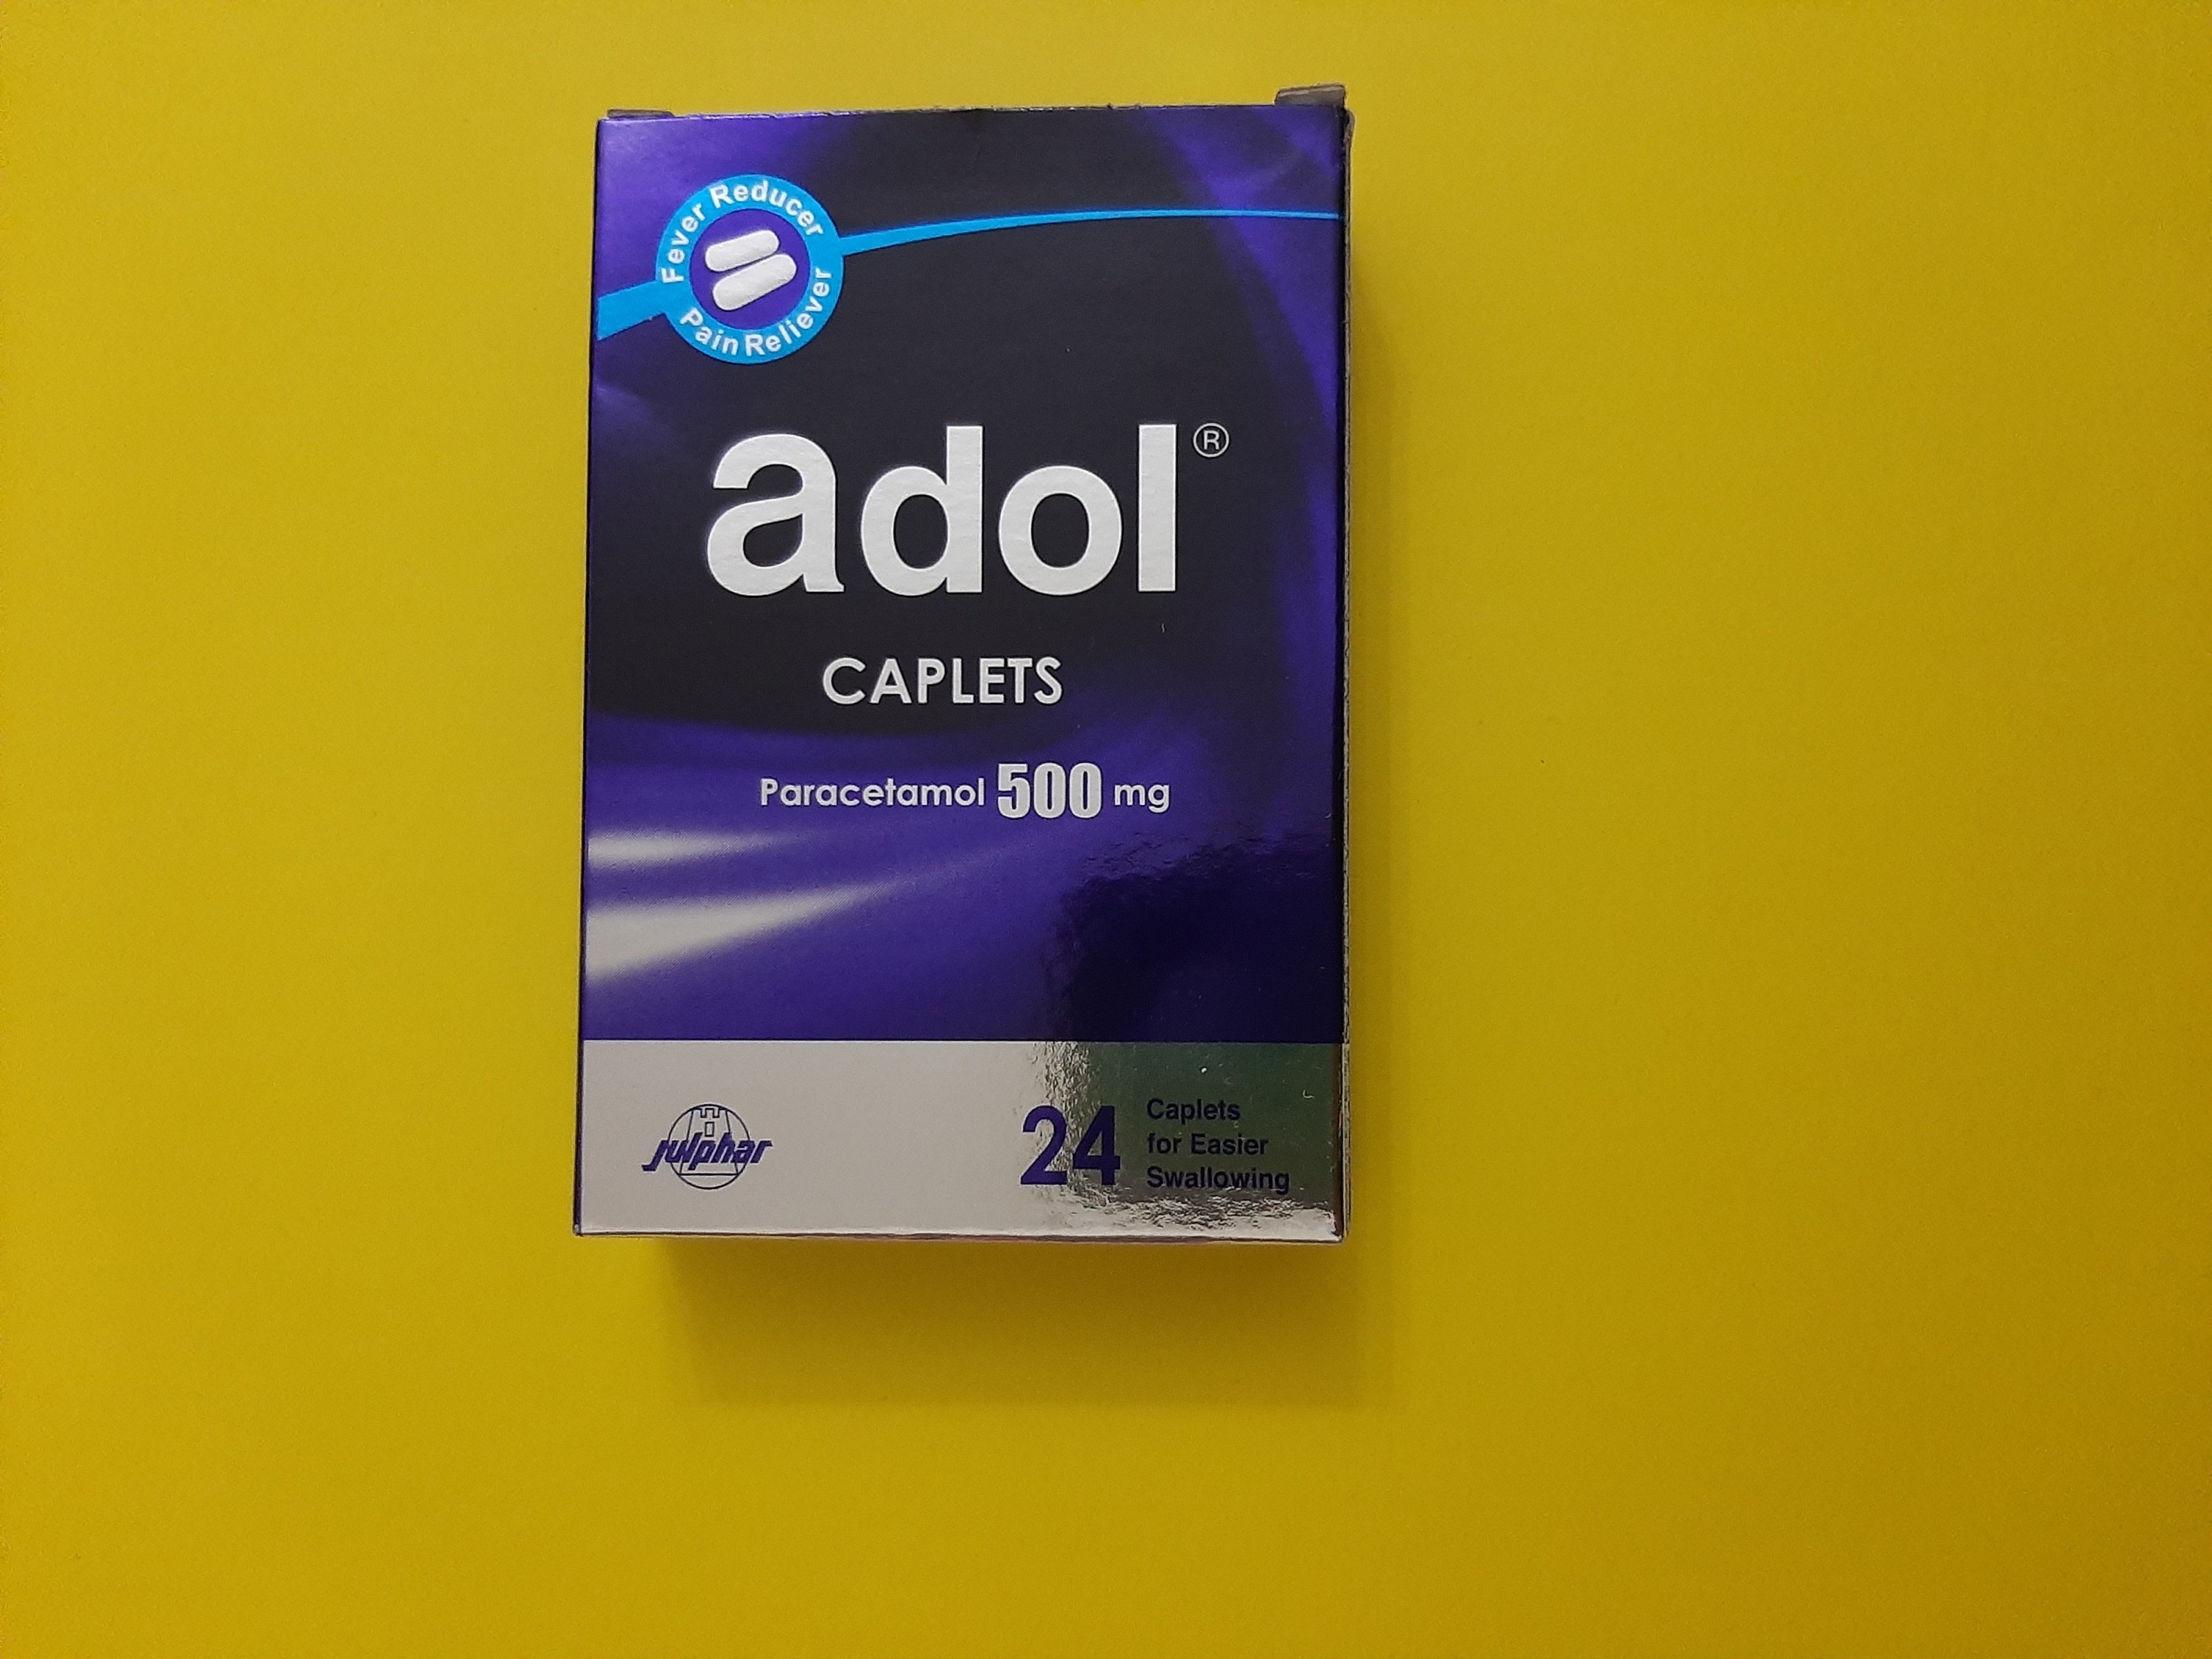 Fever Reducer
Pain Reliever
adol®
CAPLETS
Paracetamol 500 mg
julphar
24 Caplets
for Easier
Swallowing